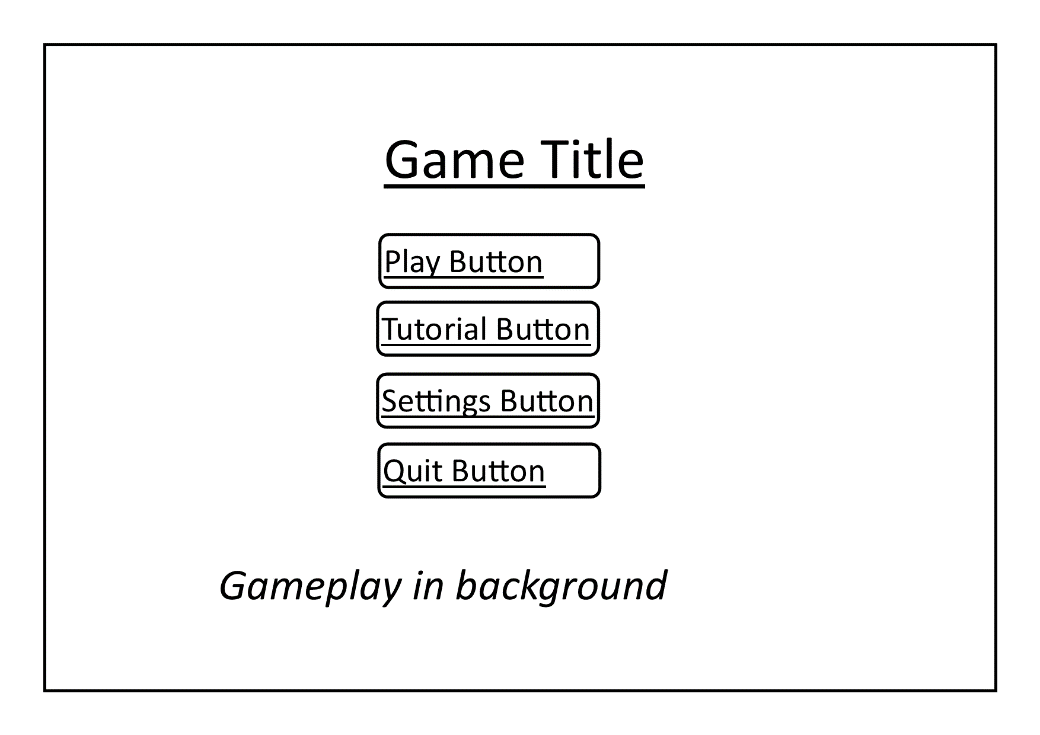 Game Title
Play Button
Tutorial Button
Settings Button
Quit Button
Gameplay in background